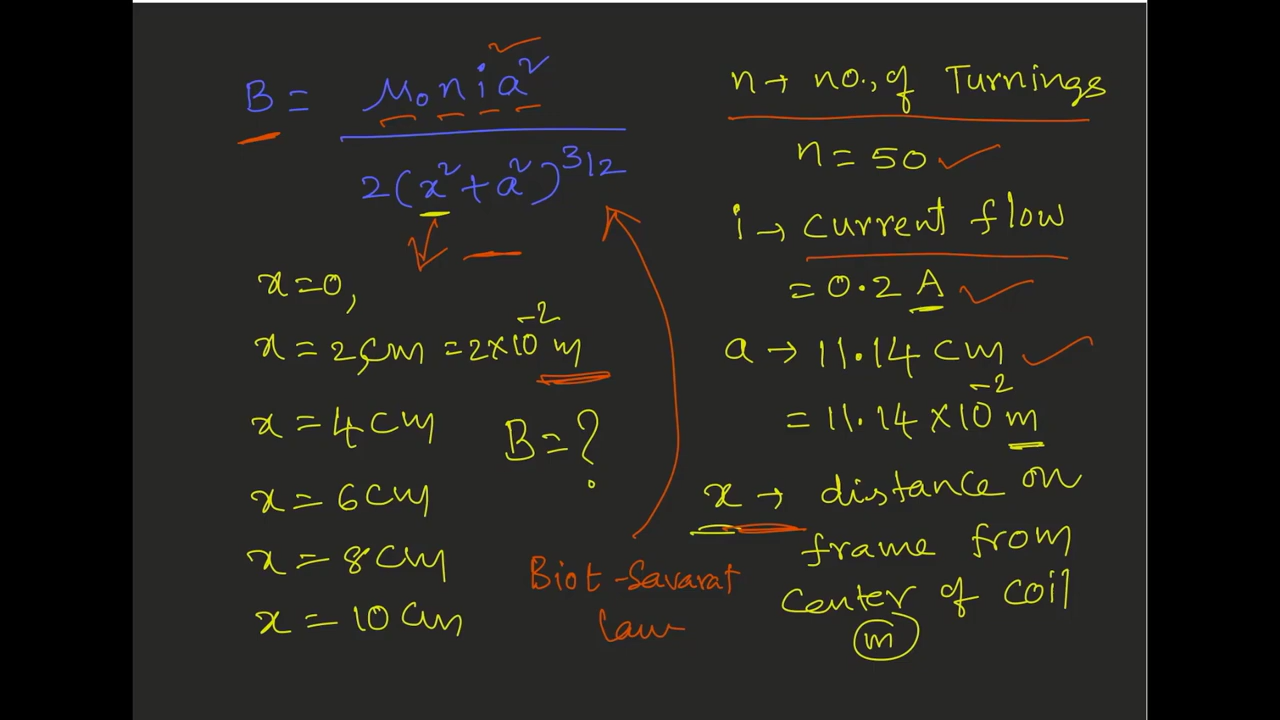 B = μ₀nia²
2(x²+a²)^3/2
x=0,
x=2cm =2×10⁻² m
x=4cm
B=?
x=6cm
x=8cm
x=10cm
Biot-Savarat
Law
n→ no., of Turnings
n=50
i→ current flow
=0.2 A
a→ 11.14 cm
=11.14×10⁻² m
x→ distance on
frame from
center of coil
m